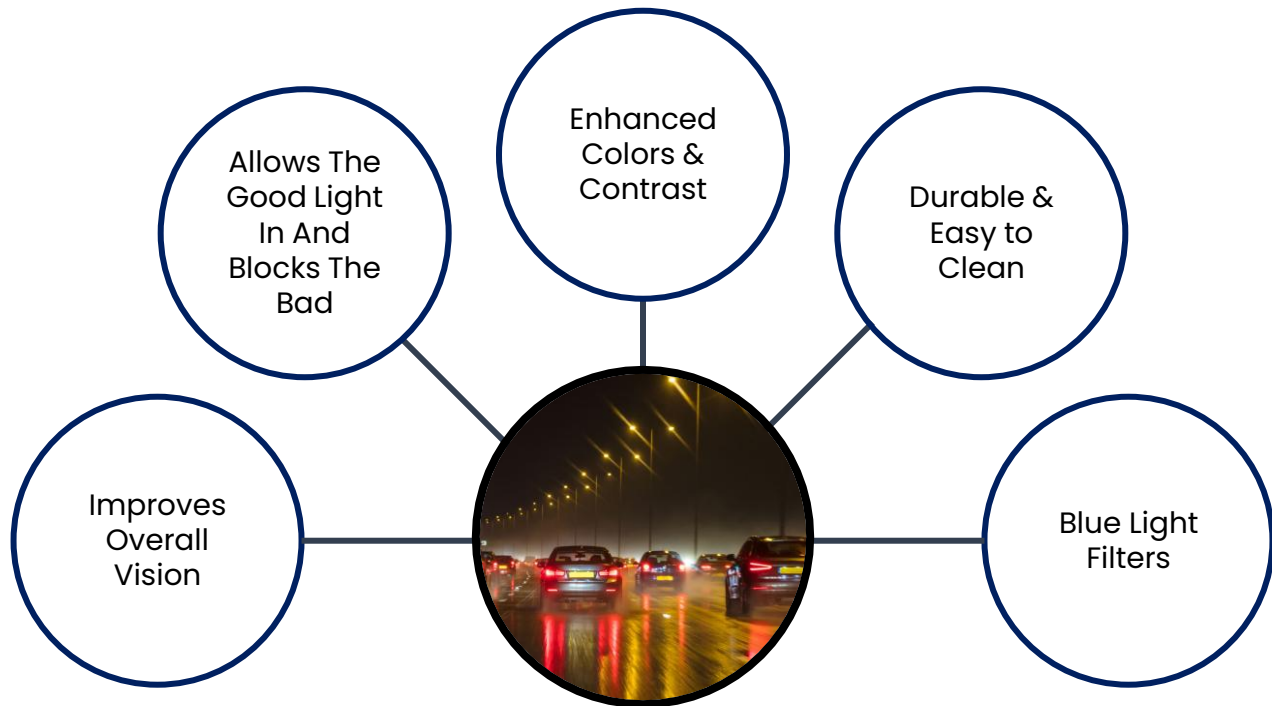 Enhanced
Colors &
Contrast
Allows The
Good Light
In And
Blocks The
Bad
Durable &
Easy to
Clean
Improves
Overall
Vision
Blue Light
Filters